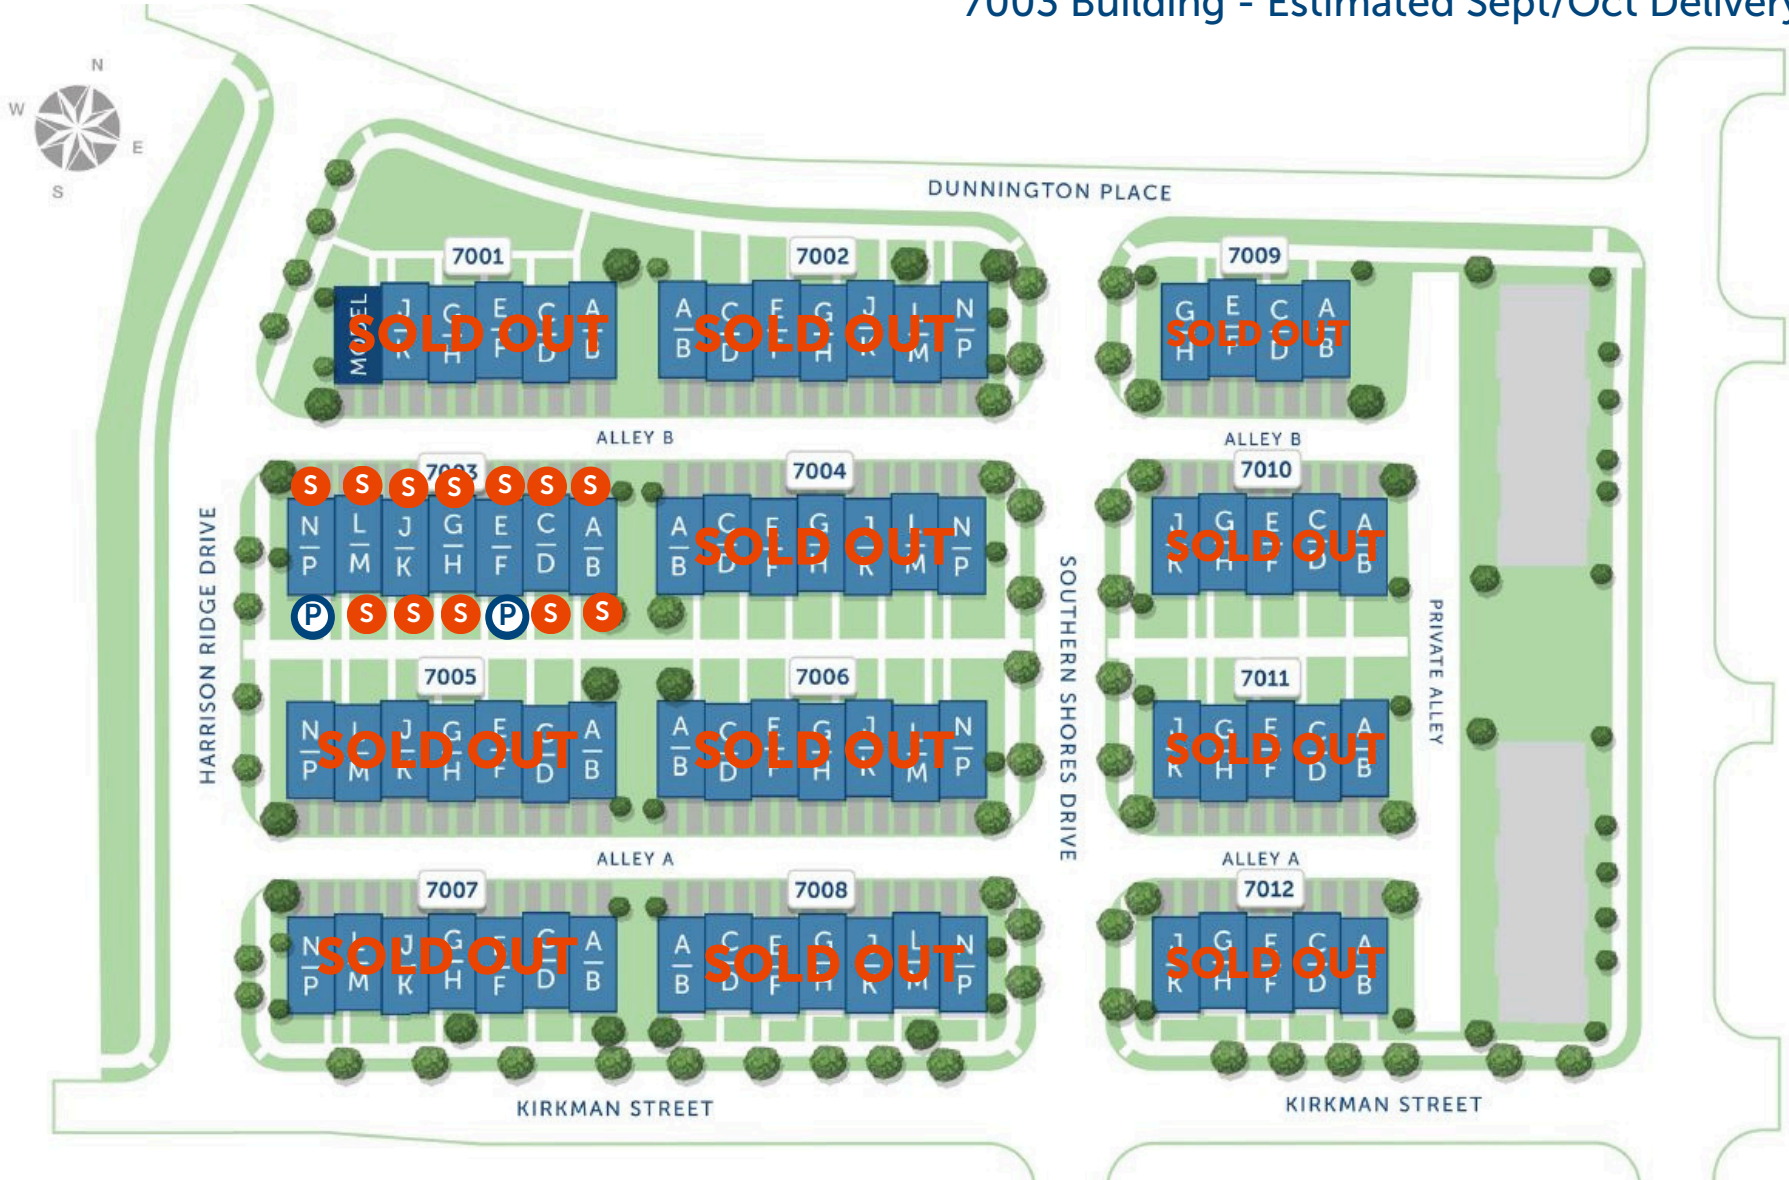 7003 Building - Estimated Sept/Oct Delivery
N
W
E
S
DUNNINGTON PLACE
7001
7002
7009
MODEL J G E C A
K H F D B
SOLD OUT
A C E G J L N
B D F H K M P
SOLD OUT
G E C A
H F D B
SOLD OUT
ALLEY B
ALLEY B
7003
7004
7010
S S S S S S S
N L J G E C A
P M K H F D B
P S S S P S S
A C E G J L N
B D F H K M P
SOLD OUT
J G E C A
K H F D B
SOLD OUT
HARRISON RIDGE DRIVE
SOUTHERN SHORES DRIVE
PRIVATE ALLEY
7005
7006
7011
N L J G E C A
P M K H F D B
SOLD OUT
A C E G J L N
B D F H K M P
SOLD OUT
J G E C A
K H F D B
SOLD OUT
ALLEY A
ALLEY A
7007
7008
7012
N L J G E C A
P M K H F D B
SOLD OUT
A C E G J L N
B D F H K M P
SOLD OUT
J G E C A
K H F D B
SOLD OUT
KIRKMAN STREET
KIRKMAN STREET